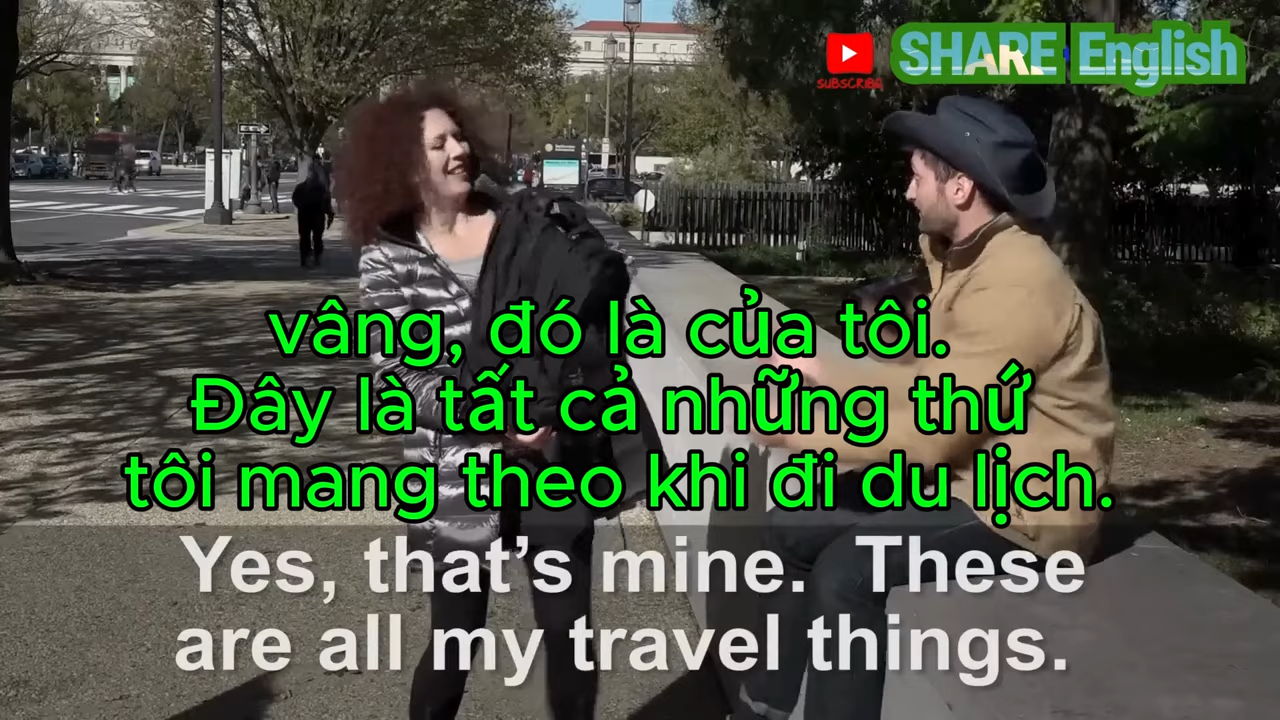 SHARE English
SUBSCRIBE
vâng, đó là của tôi.
Đây là tất cả những thứ
tôi mang theo khi đi du lịch.
Yes, that’s mine. These
are all my travel things.